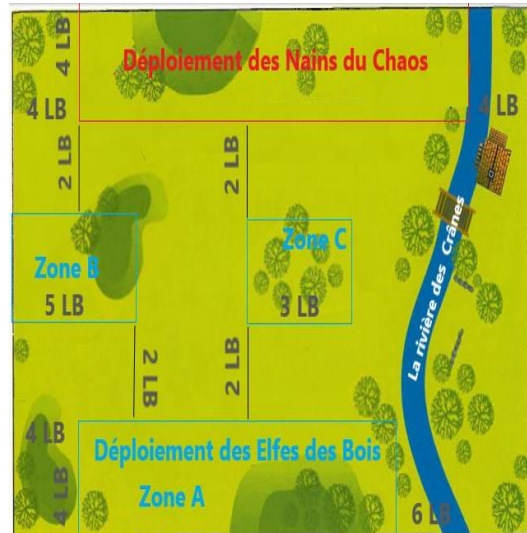 4 LB
Déploiement des Nains du Chaos
4 LB
4 LB
2 LB
2 LB
Zone C
Zone B
5 LB
3 LB
La rivière des Crânes
2 LB
2 LB
4 LB
Déploiement des Elfes des Bois
4 LB
Zone A
6 LB